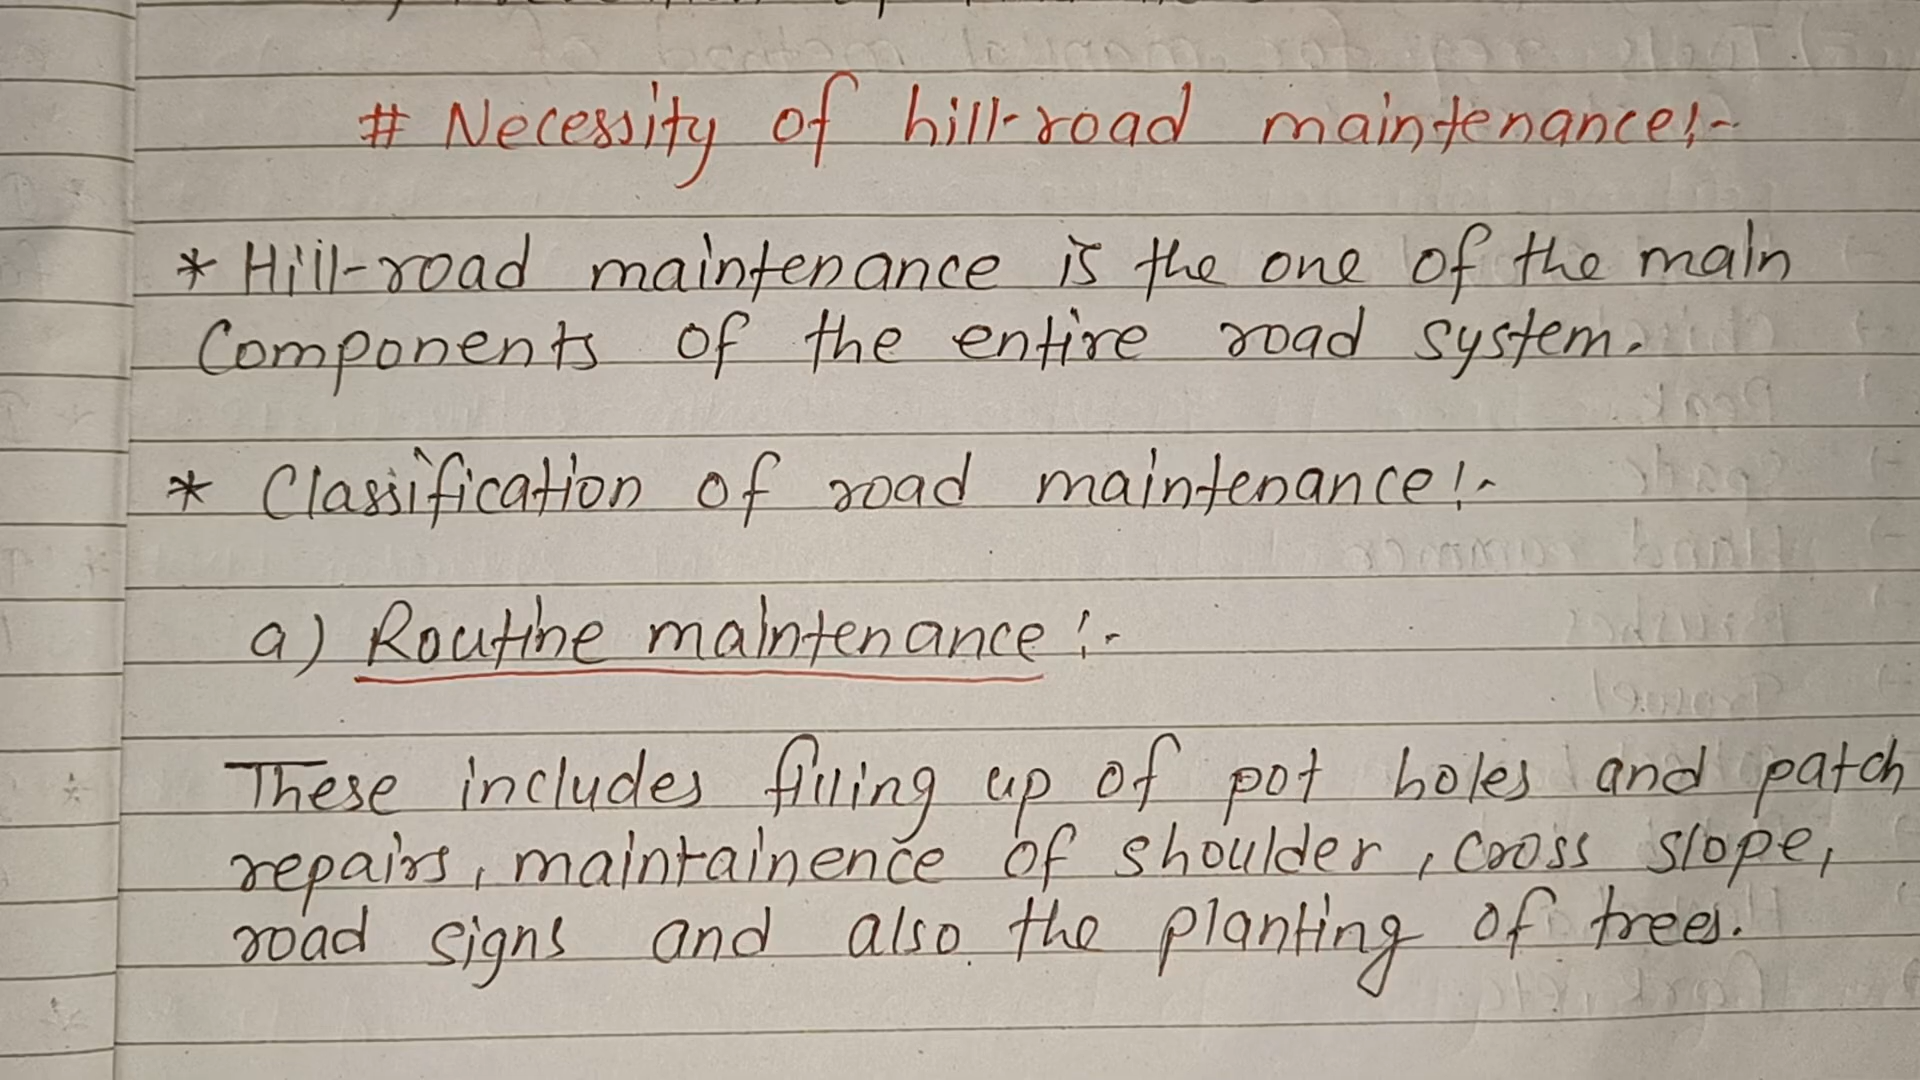 # Necessity of hill-road maintenance:-
* Hill-road maintenance is the one of the main
Components of the entire road system.
* Classification of road maintenance:-
a) Routine maintenance:-
These includes filling up of pot holes and patch
repairs, maintainence of shoulder, cross slope,
road signs and also the planting of trees.